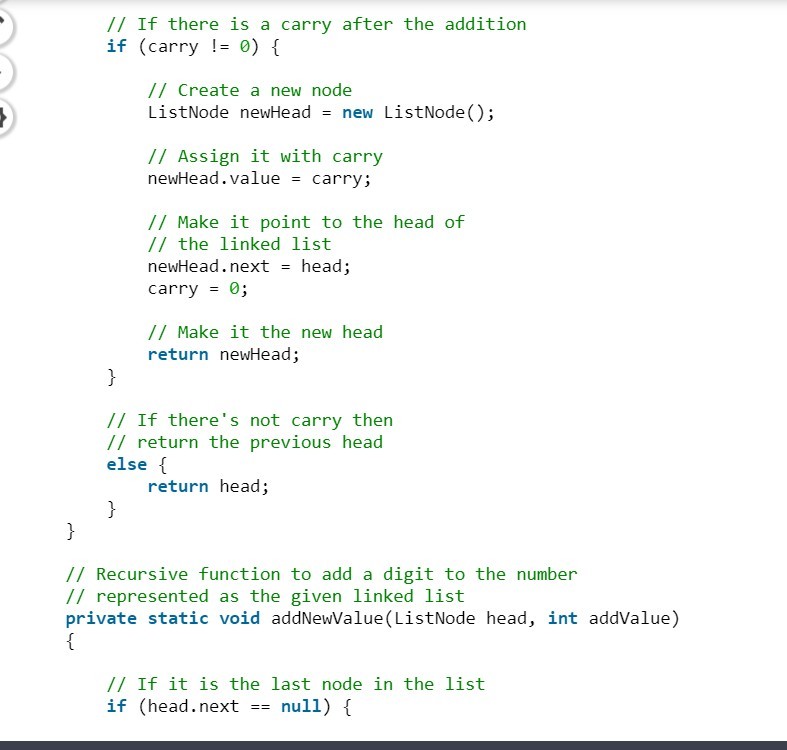 // If there is a carry after the addition
if (carry != 0) {
// Create a new node
ListNode newHead = new ListNode();
// Assign it with carry
newHead.value = carry;
// Make it point to the head of
// the linked list
newHead.next = head;
carry = 0;
// Make it the new head
return newHead;
}
// If there's not carry then
// return the previous head
else {
return head;
}
}
// Recursive function to add a digit to the number
// represented as the given linked list
private static void addNewValue(ListNode head, int addValue)
{
// If it is the last node in the list
if (head.next == null) {